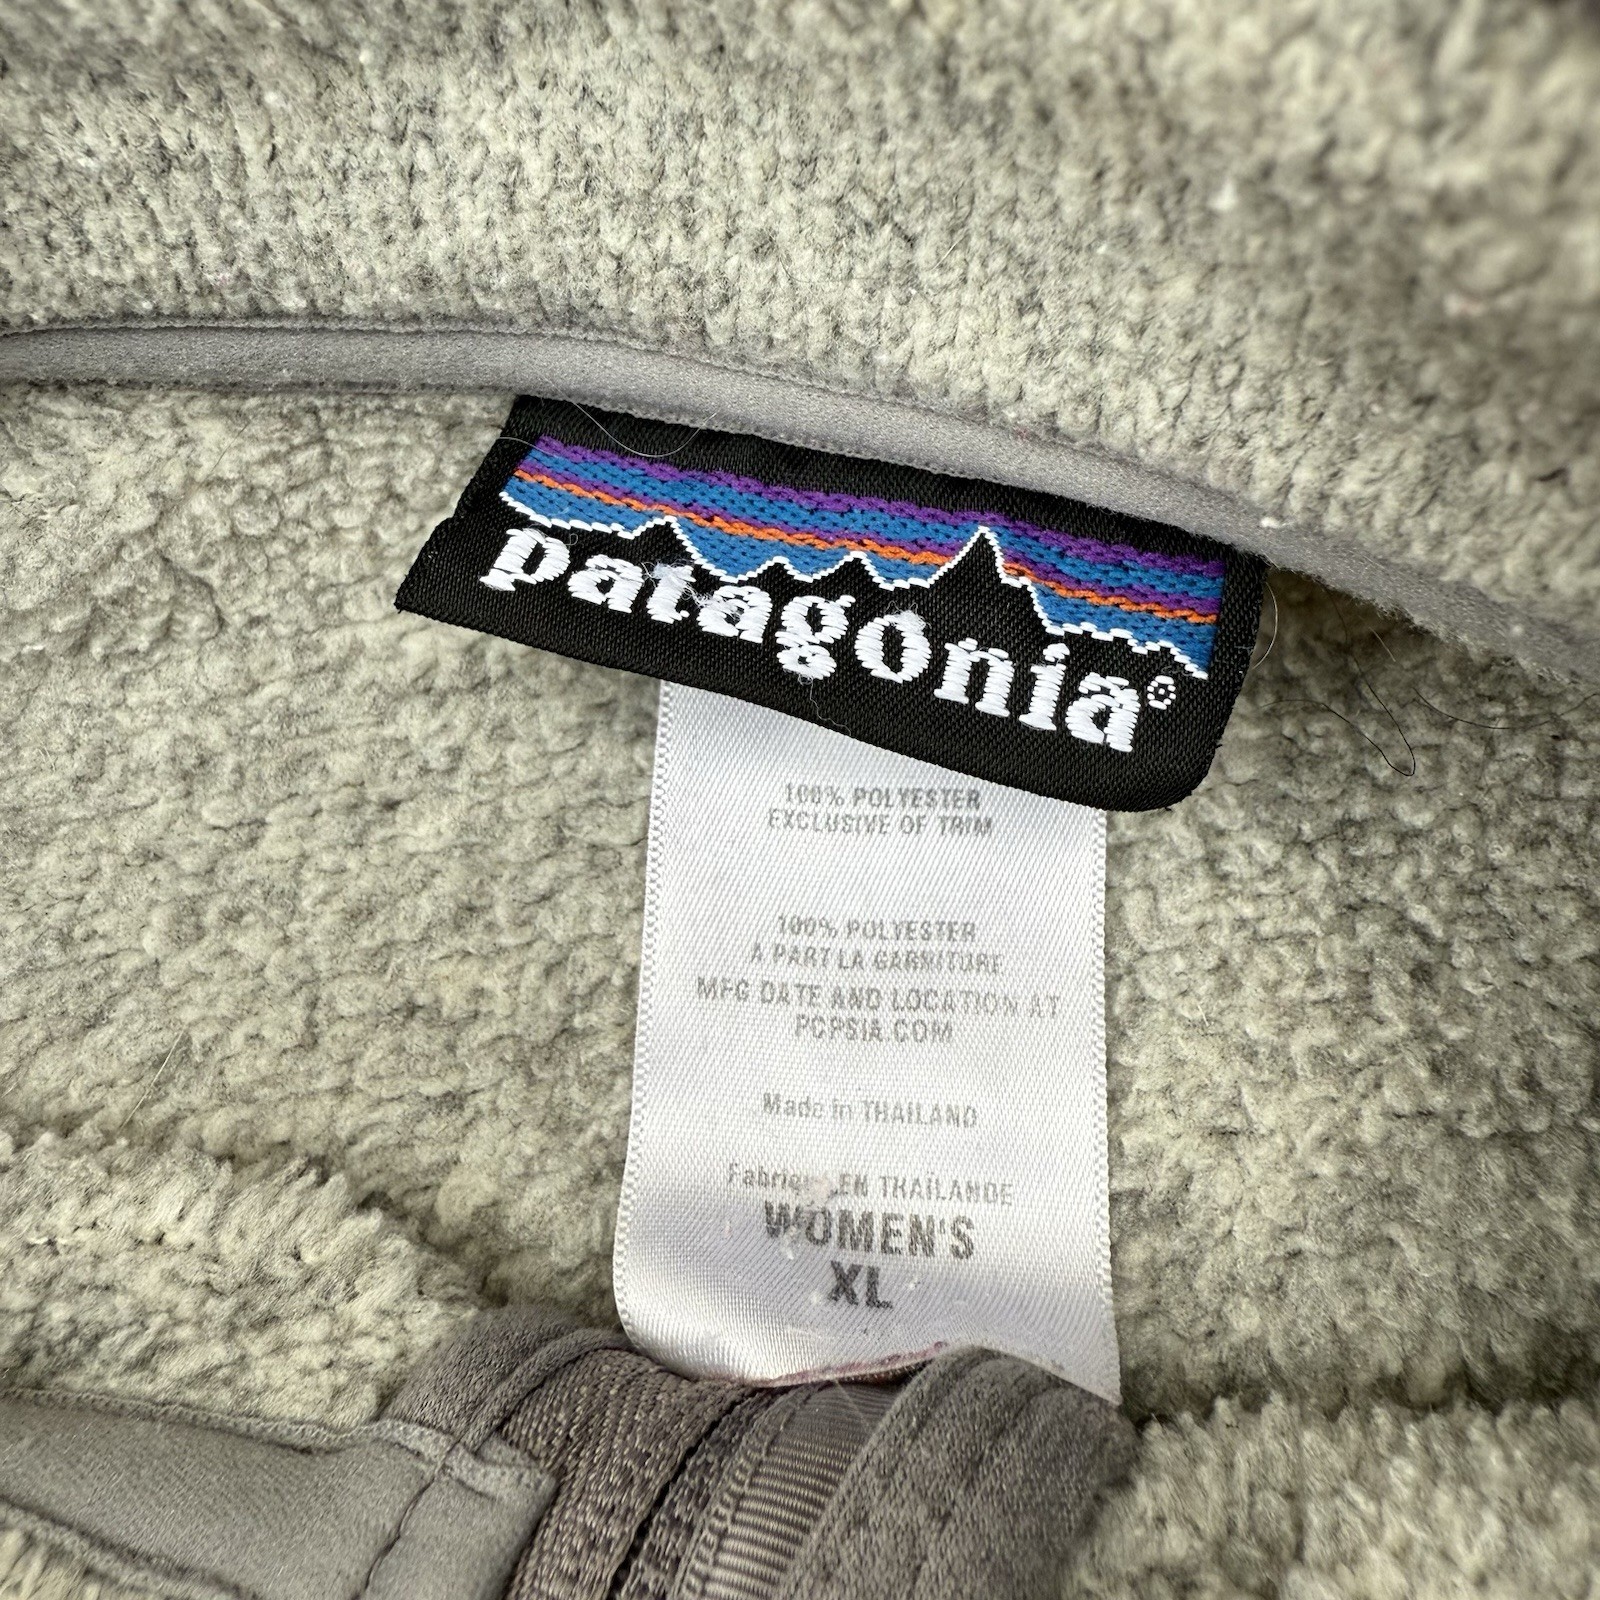 patagonia®
100% POLYESTER
EXCLUSIVE OF TRIM
100% POLYESTER
A PART LA GARNITURE
MFG DATE AND LOCATION AT
PCPSIA.COM
Made in THAILAND
EN THAÏLANDE
WOMEN'S
XL